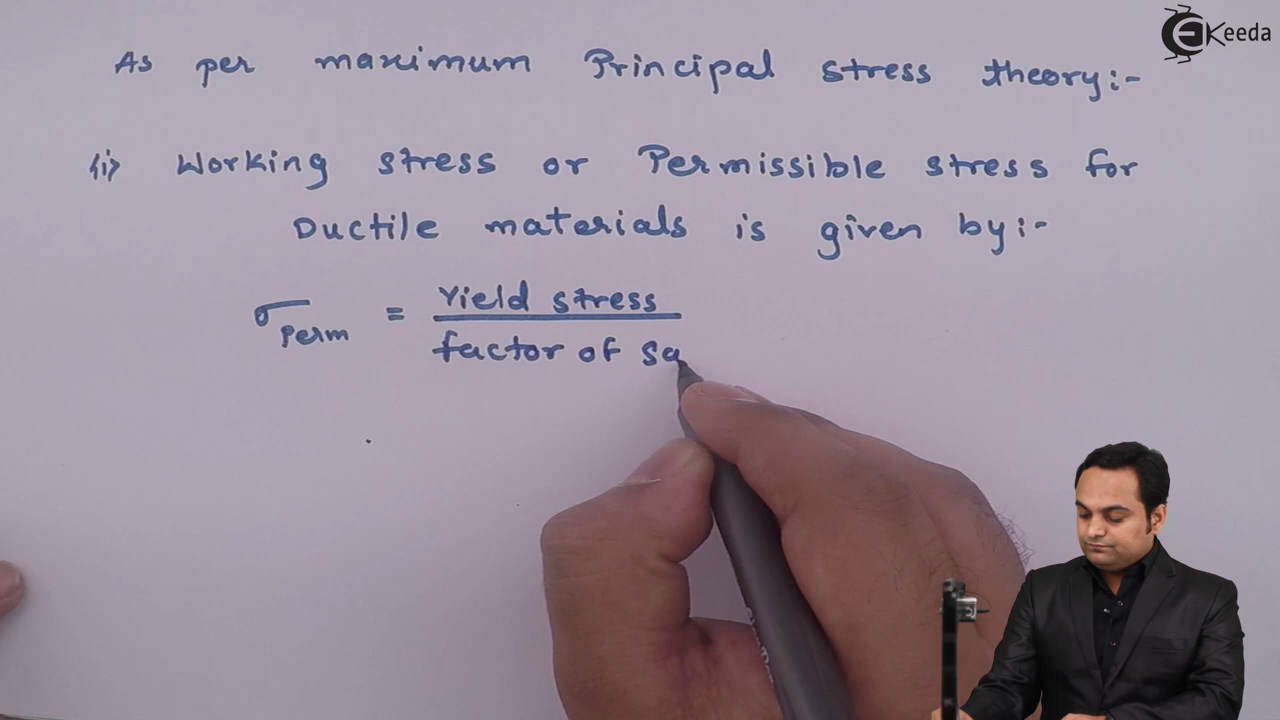 Ekeeda
As per maximum Principal stress theory:-
(i) Working stress or Permissible stress for
Ductile materials is given by:-
σperm = Yield stress
factor of sa